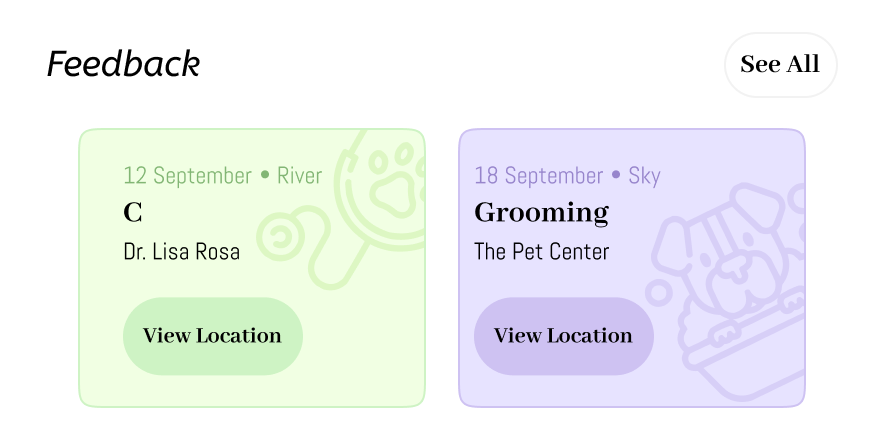 Feedback
See All
12 September • River
C
Dr. Lisa Rosa
View Location
18 September • Sky
Grooming
The Pet Center
View Location